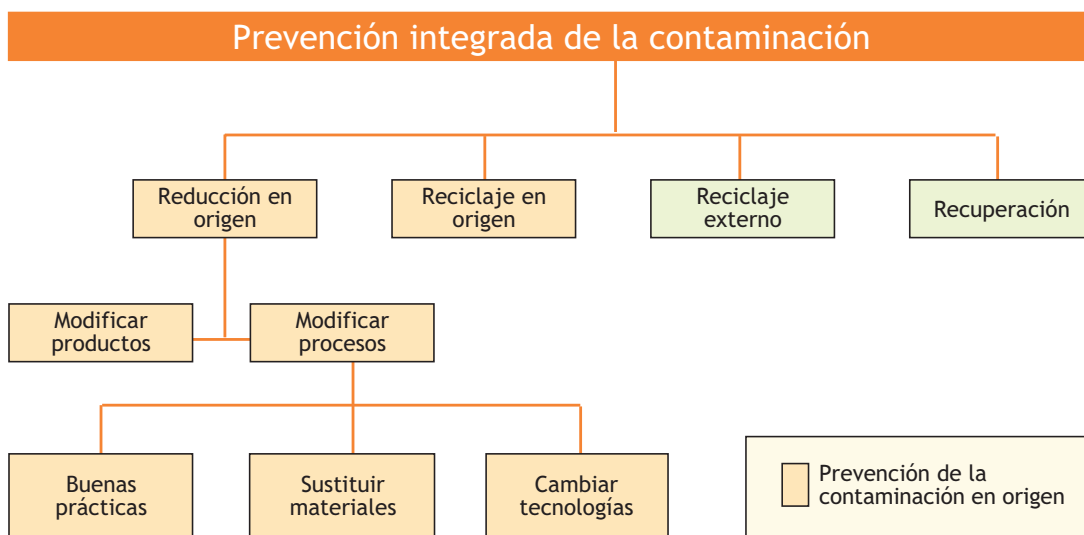 Prevención integrada de la contaminación
Reducción en
origen
Reciclaje en
origen
Reciclaje
externo
Recuperación
Modificar
productos
Modificar
procesos
Buenas
prácticas
Sustituir
materiales
Cambiar
tecnologías
Prevención de la
contaminación en origen